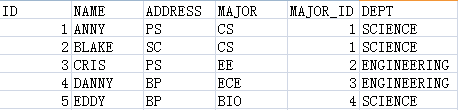 ID NAME ADDRESS MAJOR MAJOR_ID DEPT
1 ANNY PS CS 1 SCIENCE
2 BLAKE SC CS 1 SCIENCE
3 CRIS PS EE 2 ENGINEERING
4 DANNY BP ECE 3 ENGINEERING
5 EDDY BP BIO 4 SCIENCE